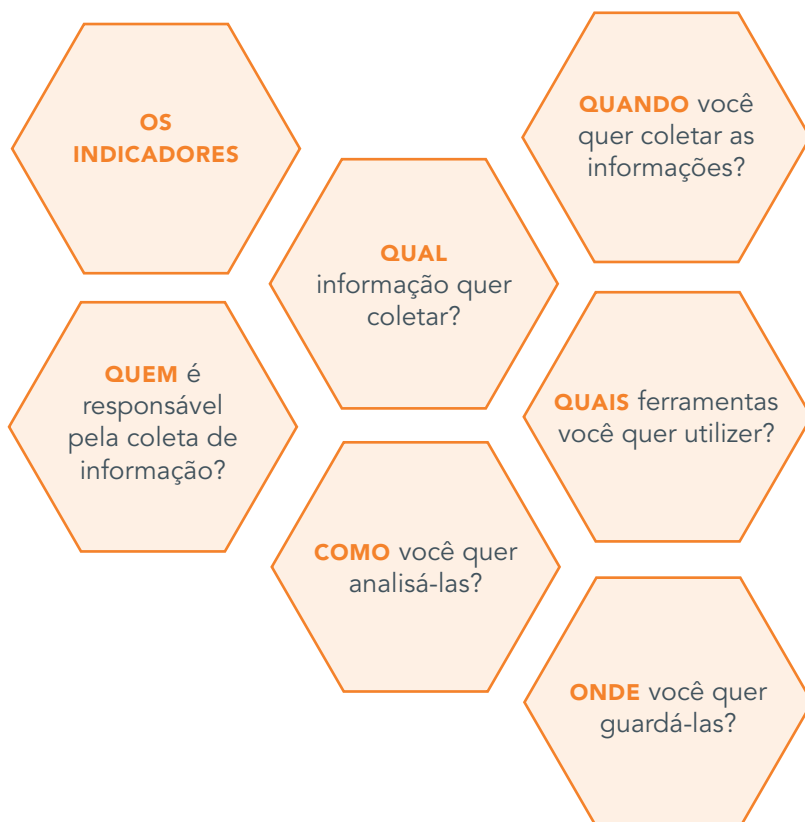 OS
INDICADORES
QUANDO você
quer coletar as
informações?
QUAL
informação quer
coletar?
QUEM é
responsável
pela coleta de
informação?
QUAIS ferramentas
você quer utilizer?
COMO você quer
analisá-las?
ONDE você quer
guardá-las?